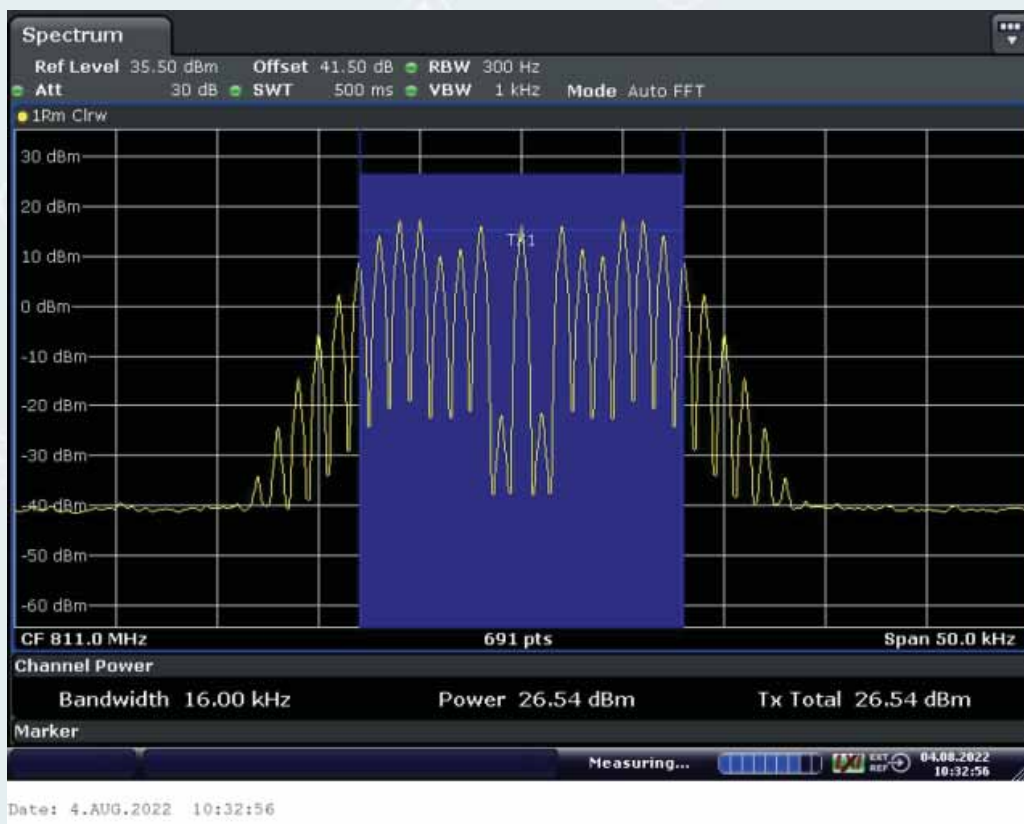 Spectrum
Ref Level 35.50 dBm Offset 41.50 dB RBW 300 Hz
Att 30 dB SWT 500 ms VBW 1 kHz Mode Auto FFT
1Rm Clrw
30 dBm
20 dBm
TX1
10 dBm
0 dBm
-10 dBm
-20 dBm
-30 dBm
-40 dBm
-50 dBm
-60 dBm
CF 811.0 MHz 691 pts Span 50.0 kHz
Channel Power
Bandwidth 16.00 kHz Power 26.54 dBm Tx Total 26.54 dBm
Marker
Measuring... LXI EXT REF 04.08.2022
10:32:56
Date: 4.AUG.2022 10:32:56